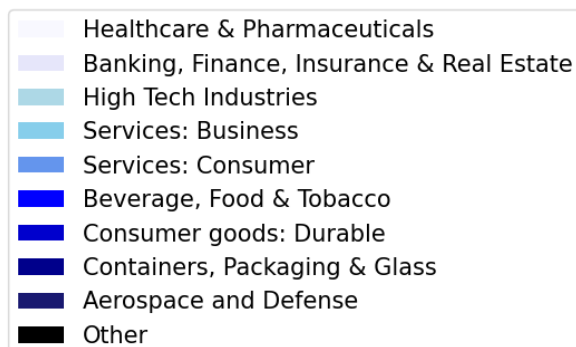 Healthcare & Pharmaceuticals
Banking, Finance, Insurance & Real Estate
High Tech Industries
Services: Business
Services: Consumer
Beverage, Food & Tobacco
Consumer goods: Durable
Containers, Packaging & Glass
Aerospace and Defense
Other